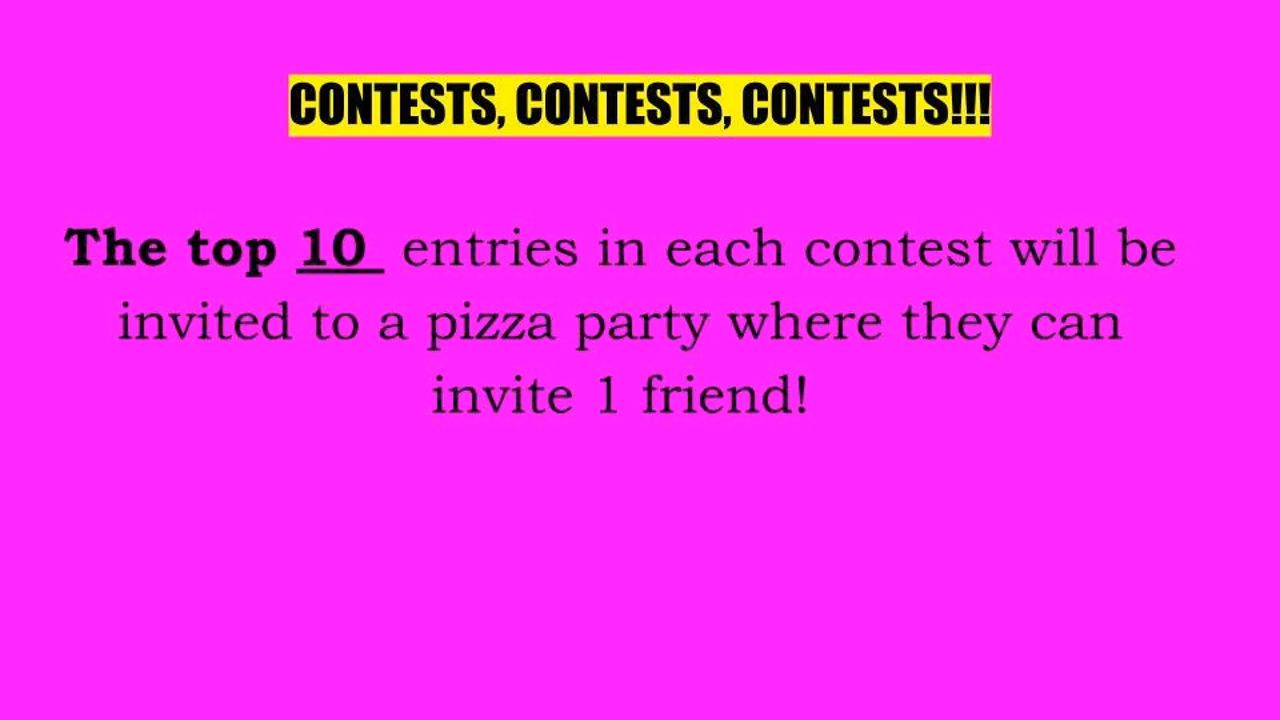 CONTESTS, CONTESTS, CONTESTS!!!
The top 10 entries in each contest will be
invited to a pizza party where they can
invite 1 friend!